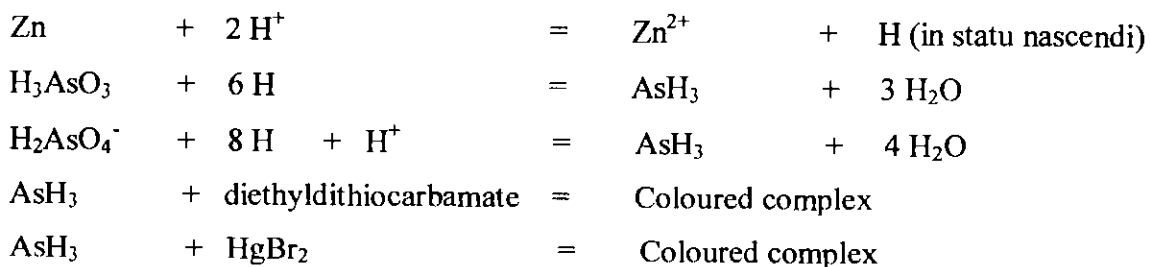 Zn + 2 H⁺ = Zn²⁺ + H (in statu nascendi)
H₃AsO₃ + 6 H = AsH₃ + 3 H₂O
H₂AsO₄⁻ + 8 H + H⁺ = AsH₃ + 4 H₂O
AsH₃ + diethyldithiocarbamate = Coloured complex
AsH₃ + HgBr₂ = Coloured complex